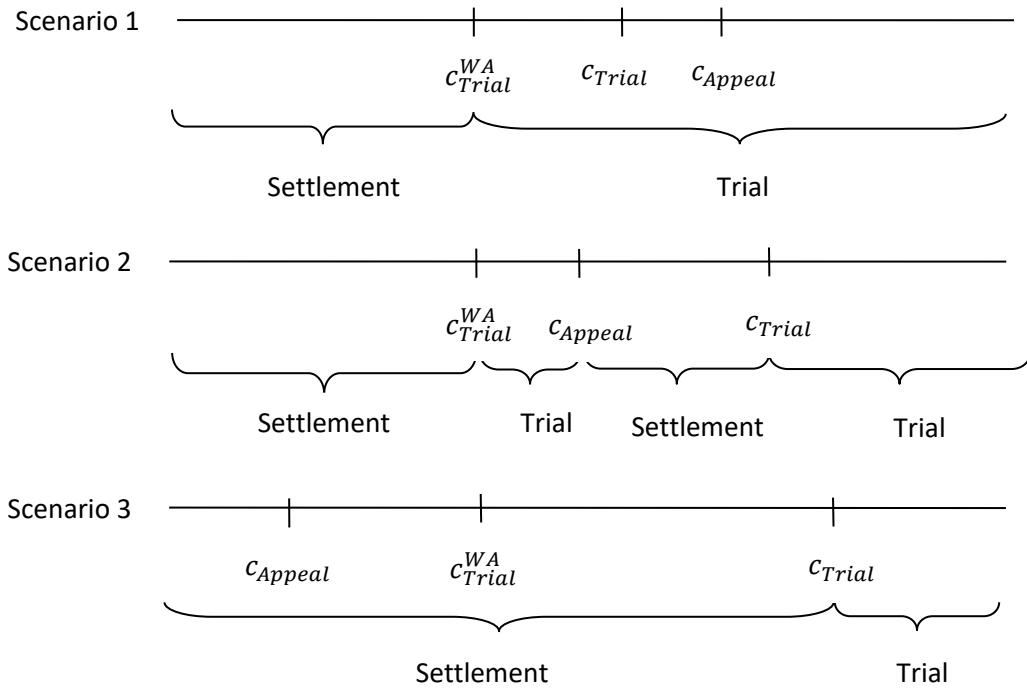 Scenario 1
c_{Trial}^{WA} c_{Trial} c_{Appeal}
Settlement Trial
Scenario 2
c_{Trial}^{WA} c_{Appeal} c_{Trial}
Settlement Trial Settlement Trial
Scenario 3
c_{Appeal} c_{Trial}^{WA} c_{Trial}
Settlement Trial